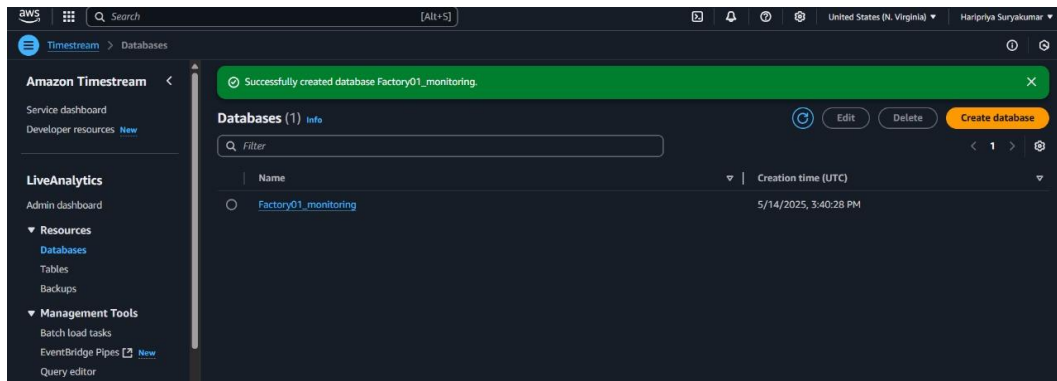 aws Search [Alt+S] United States (N. Virginia) ▼ Haripriya Suryakumar ▼
Timestream > Databases
Amazon Timestream
Service dashboard
Developer resources New
LiveAnalytics
Admin dashboard
▼ Resources
Databases
Tables
Backups
▼ Management Tools
Batch load tasks
EventBridge Pipes New
Query editor
Successfully created database Factory01_monitoring.
Databases (1) Info
Edit Delete Create database
Filter
1
Name Creation time (UTC)
Factory01_monitoring 5/14/2025, 3:40:28 PM